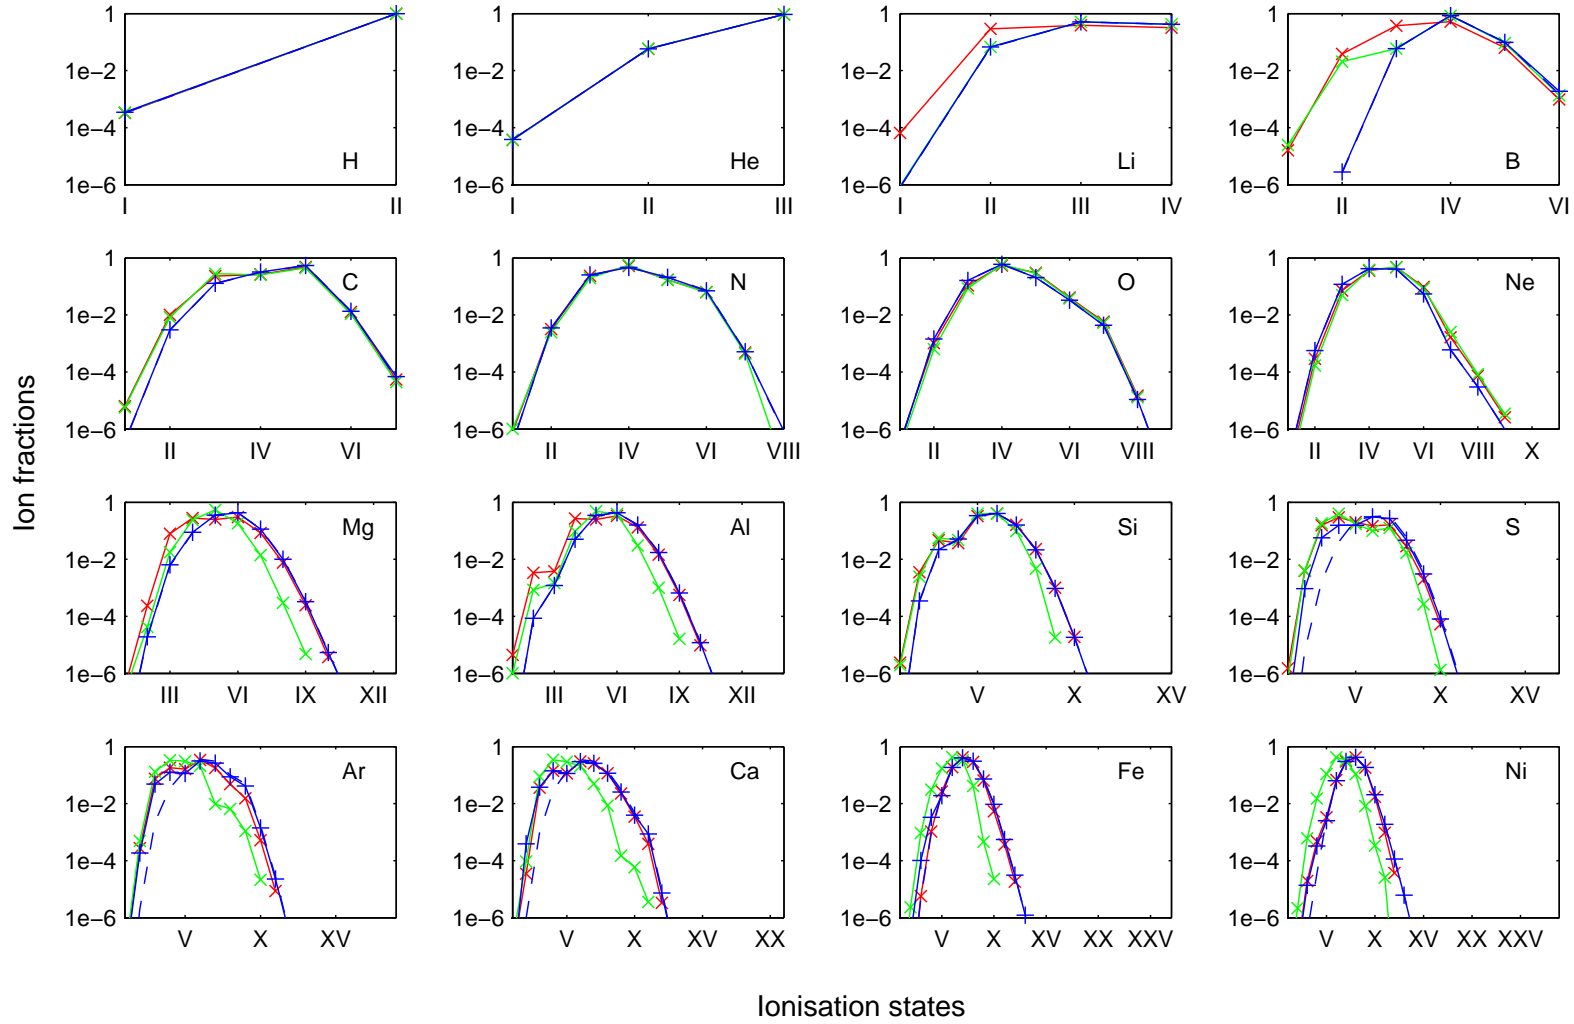 1 1 1 1
1e−2 1e−2 1e−2 1e−2
1e−4 1e−4 1e−4 1e−4
H He Li B
1e−6 1e−6 1e−6 1e−6
I II I II III I II III IV II IV VI
1 1 1 1
C N O Ne
1e−2 1e−2 1e−2 1e−2
1e−4 1e−4 1e−4 1e−4
1e−6 1e−6 1e−6 1e−6
II IV VI II IV VI VIII II IV VI VIII II IV VI VIII X
Ion fractions
1 1 1 1
Mg Al Si S
1e−2 1e−2 1e−2 1e−2
1e−4 1e−4 1e−4 1e−4
1e−6 1e−6 1e−6 1e−6
III VI IX XII III VI IX XII V X XV V X XV
1 1 1 1
Ar Ca Fe Ni
1e−2 1e−2 1e−2 1e−2
1e−4 1e−4 1e−4 1e−4
1e−6 1e−6 1e−6 1e−6
V X XV V X XV XX V X XV XX XXV V X XV XX XXV
Ionisation states